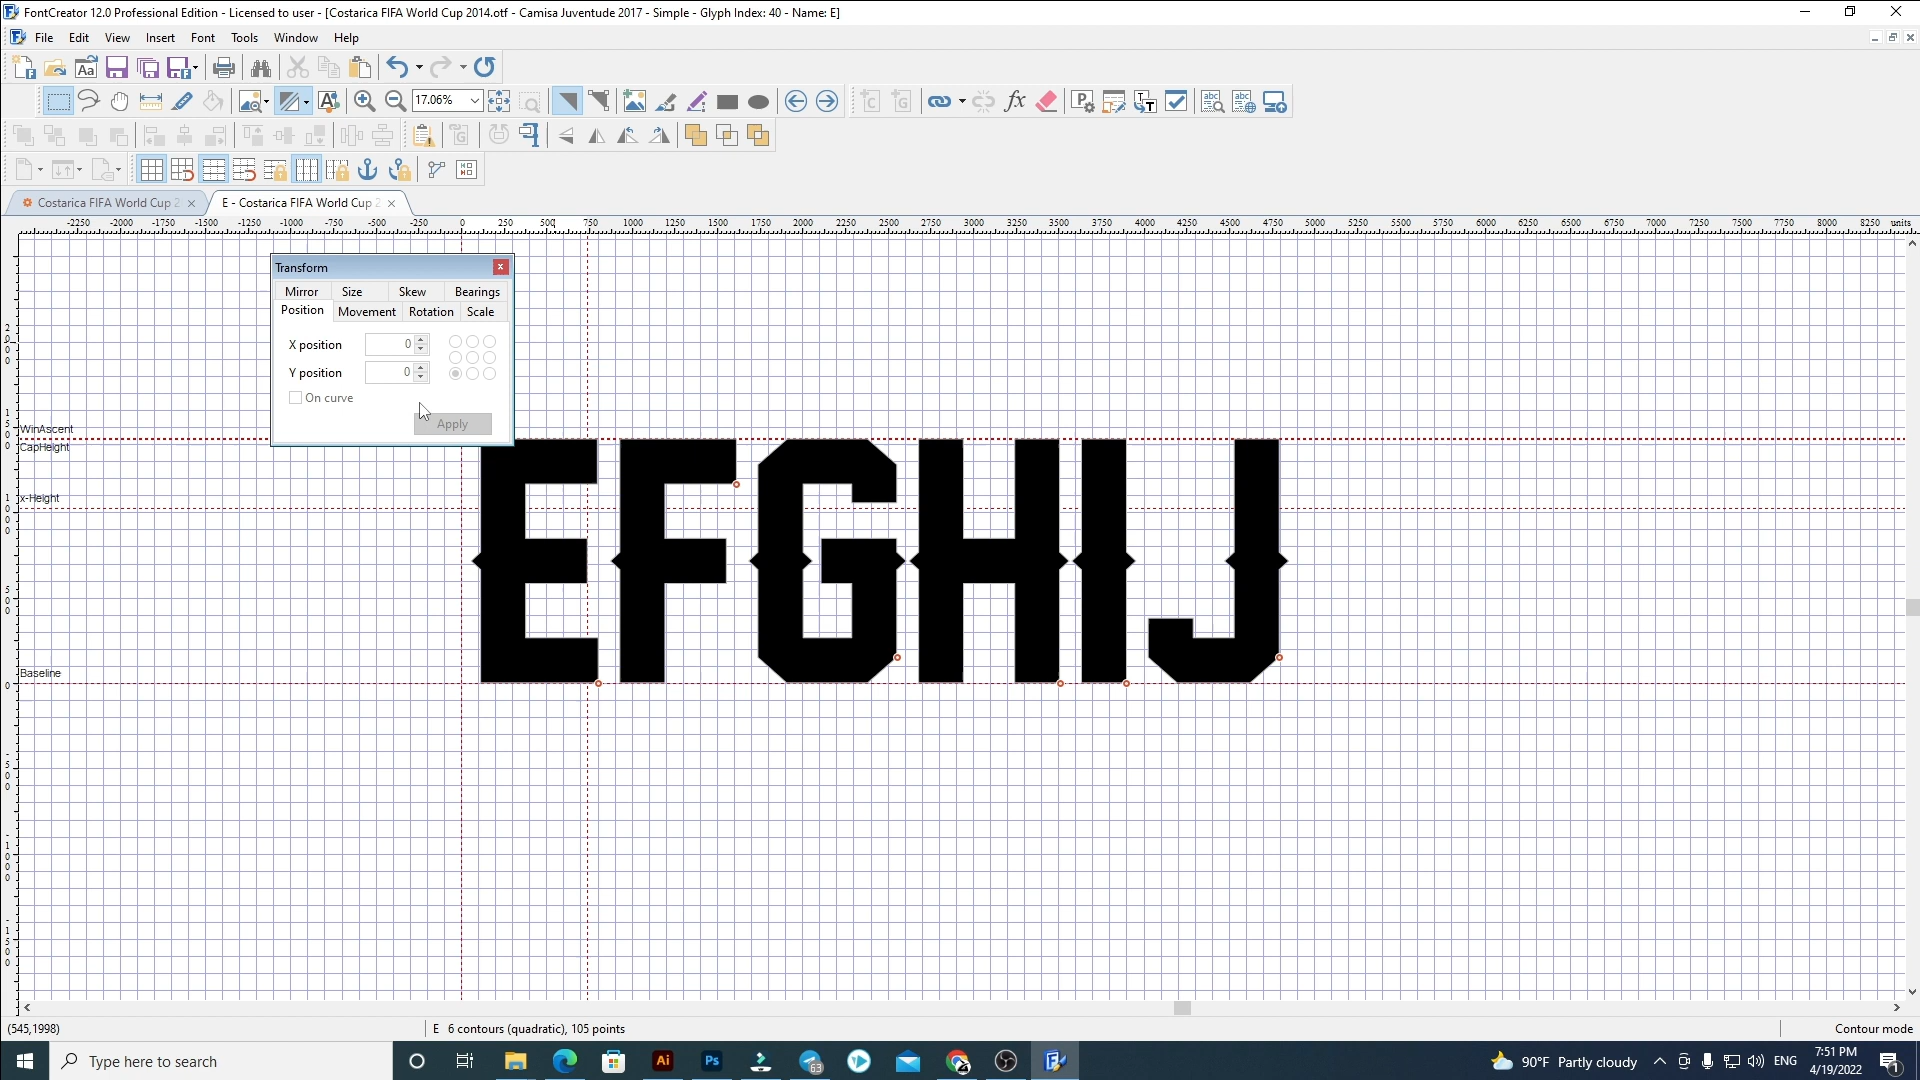 FontCreator 12.0 Professional Edition - Licensed to user - [Costarica FIFA World Cup 2014.otf - Camisa Juventude 2017 - Simple - Glyph Index: 40 - Name: E]
File Edit View Insert Font Tools Window Help
17.06%
Costarica FIFA World Cup 2
E - Costarica FIFA World Cup 2
-2250 -2000 -1750 -1500 -1250 -1000 -750 -500 -250 0 250 500 750 1000 1250 1500 1750 2000 2250 2500 2750 3000 3250 3500 3750 4000 4250 4500 4750 5000 5250 5500 5750 6000 6250 6500 6750 7000 7250 7500 7750 8000 8250 units
Transform
Mirror Size Skew Bearings
Position Movement Rotation Scale
X position 0
Y position 0
On curve
Apply
WinAscent
CapHeight
x-Height
Baseline
EFGHIJ
(545,1998)
E 6 contours (quadratic), 105 points
Contour mode
Type here to search
Ai
Ps
63
90°F Partly cloudy
ENG
7:51 PM
4/19/2022
1